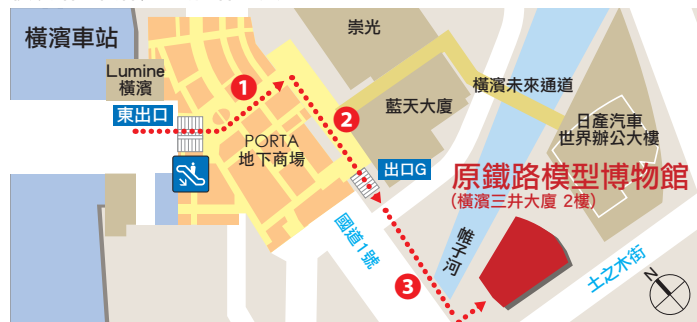 橫濱車站
崇光
Lumine
橫濱
1
藍天大廈
橫濱未來通道
東出口
2
日產汽車
世界辦公大樓
PORTA
地下商場
出口G
原鐵路模型博物館
(橫濱三井大廈 2樓)
國道1號
帷子河
3
土之木街
N